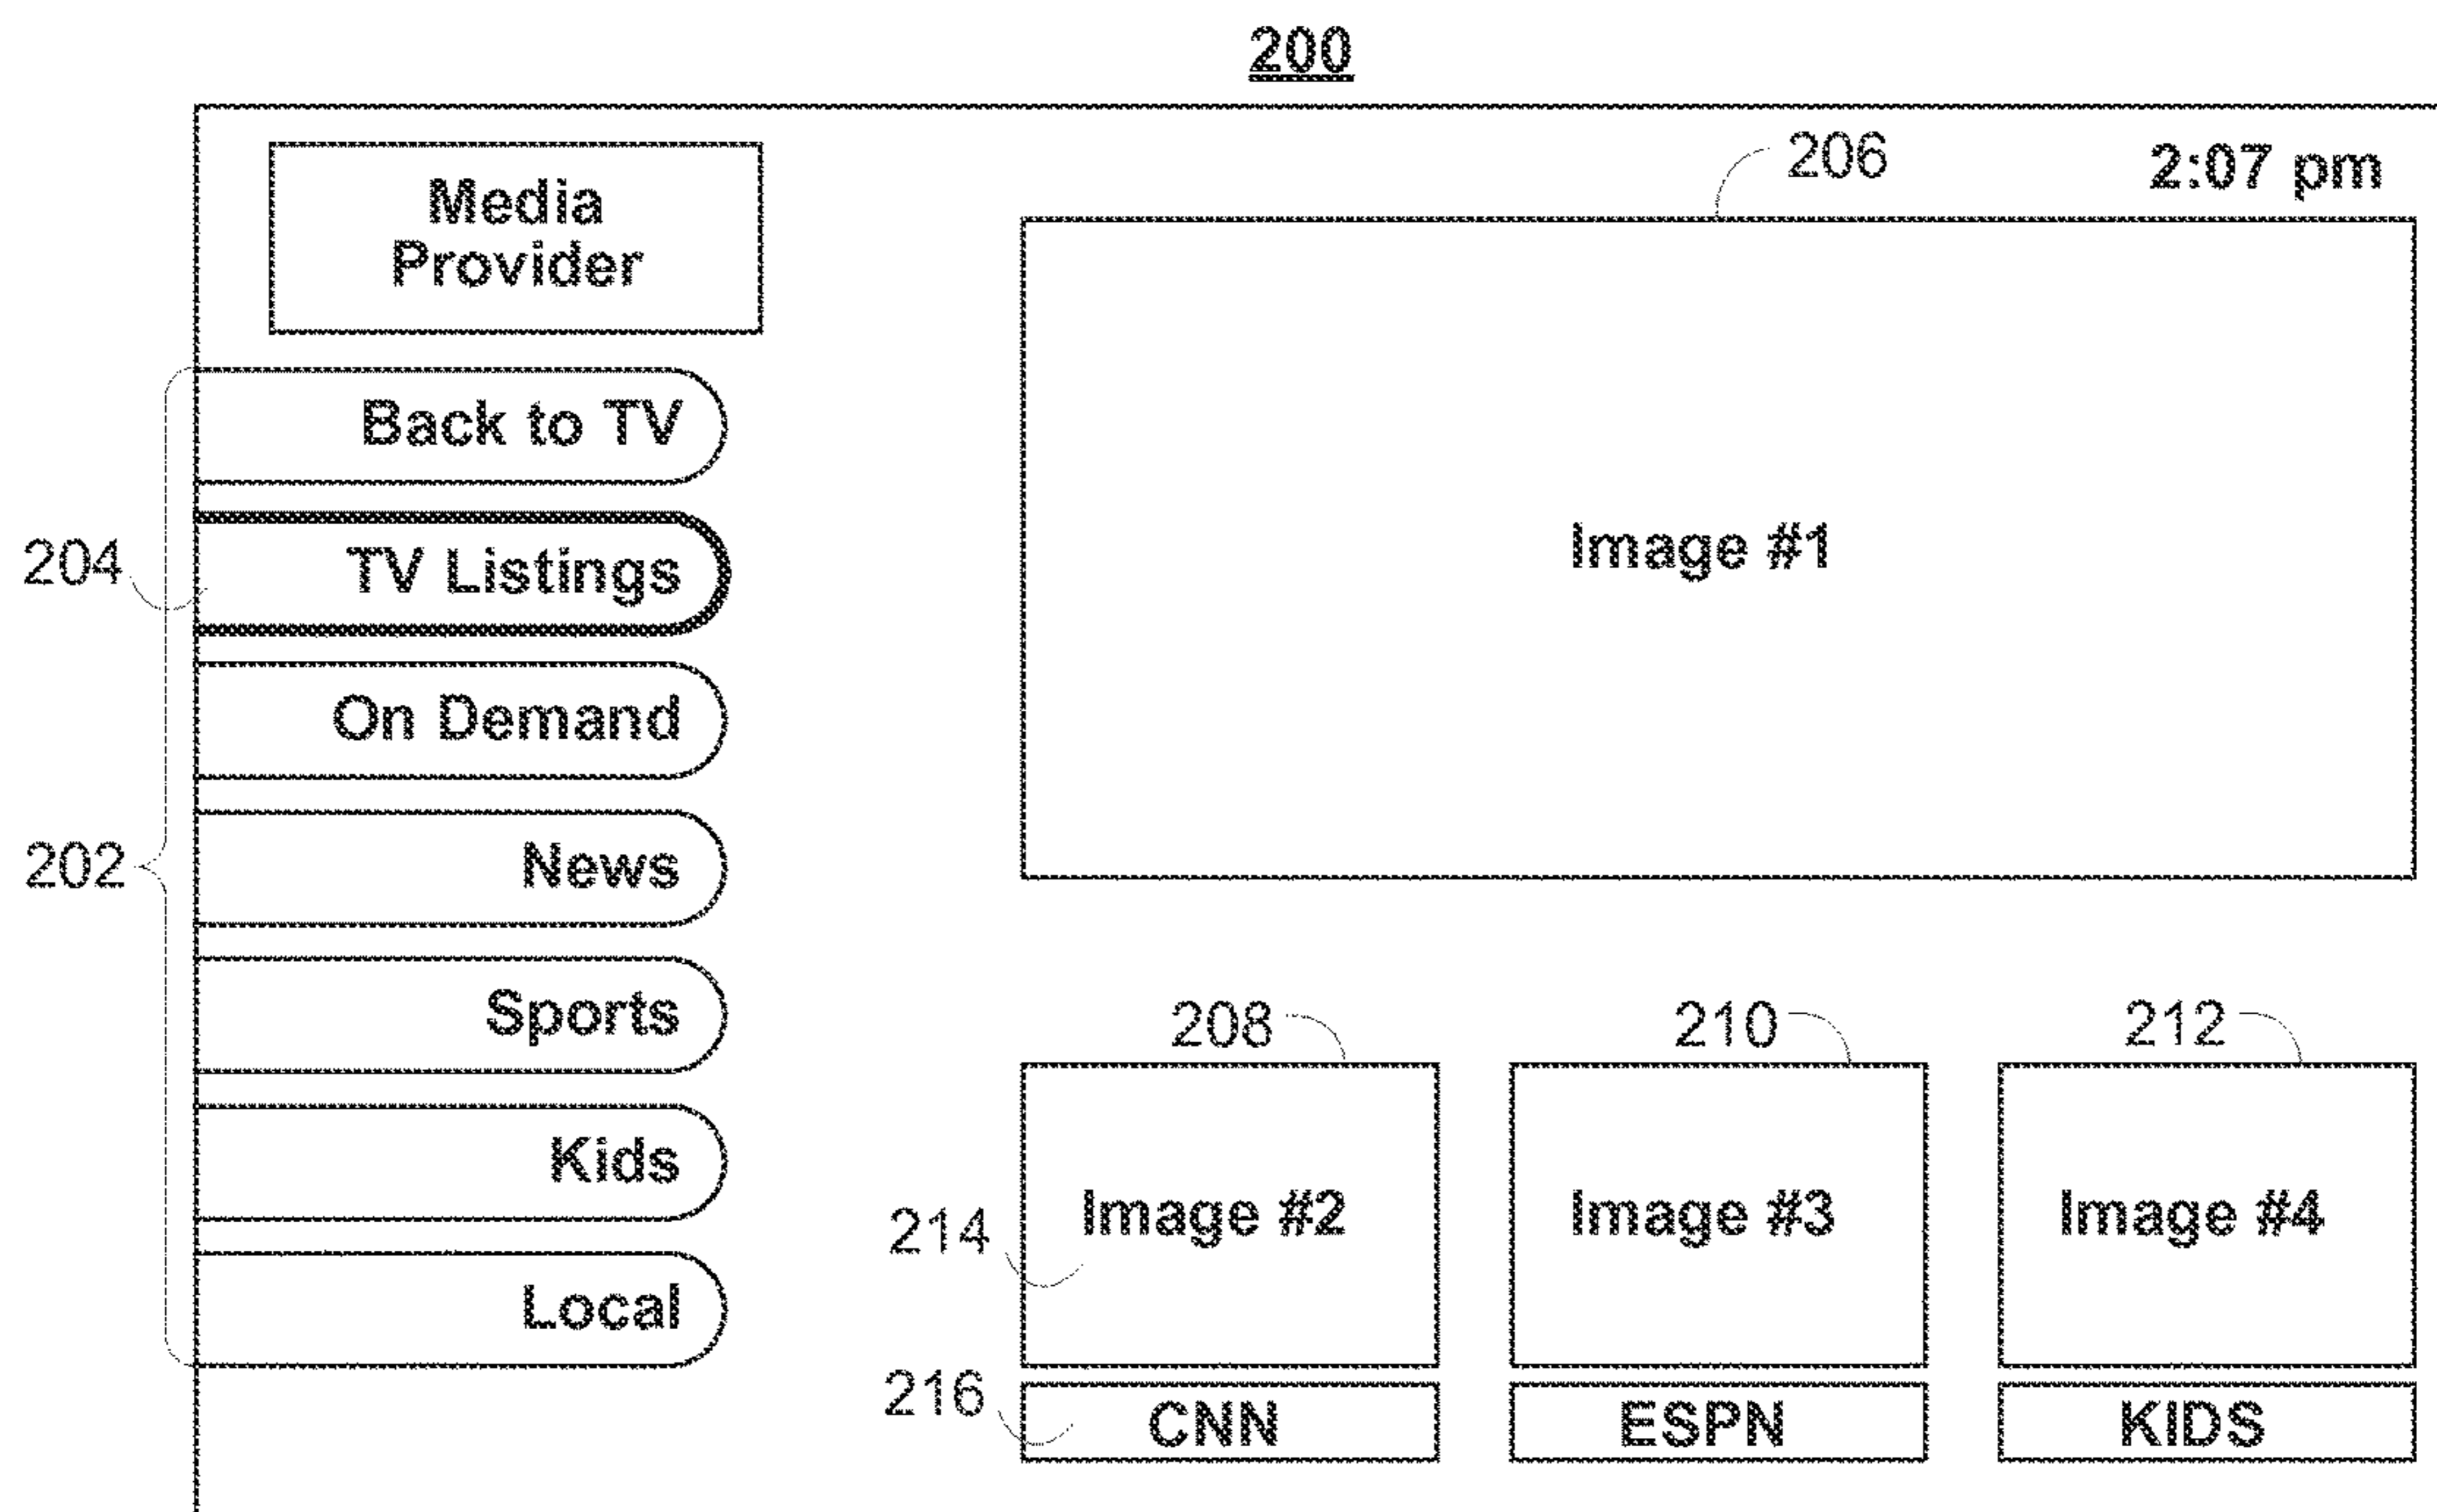 200
206
2:07 pm
Media
Provider
Image #1
Back to TV
204
TV Listings
On Demand
202
News
Sports
Kids
Local
208
210
212
214
Image #2
Image #3
Image #4
216
CNN
ESPN
KIDS